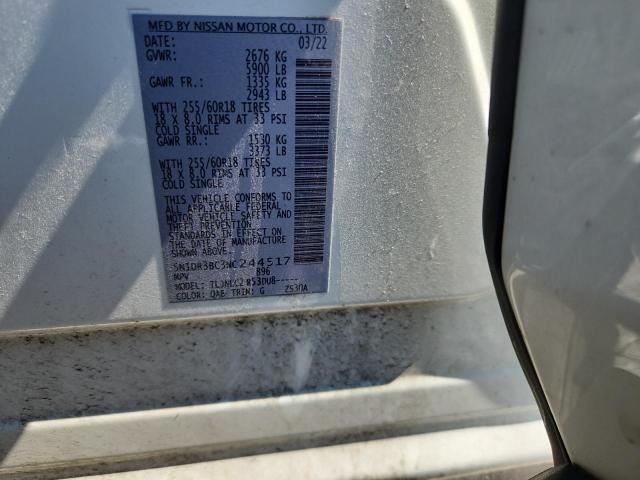 MFD BY NISSAN MOTOR CO., LTD.
DATE: 03/22
GVWR: 2676 KG
5900 LB
GAWR FR.: 1335 KG
2943 LB
WITH 255/60R18 TIRES
18 X 8.0 RIMS AT 33 PSI
COLD SINGLE
GAWR RR.: 1530 KG
3373 LB
WITH 255/60R18 TIRES
18 X 8.0 RIMS AT 33 PSI
COLD SINGLE
THIS VEHICLE CONFORMS TO
ALL APPLICABLE FEDERAL
MOTOR VEHICLE SAFETY AND
THEFT PREVENTION
STANDARDS IN EFFECT ON
THE DATE OF MANUFACTURE
SHOWN ABOVE.
5N1DR3BC3NC244517
MPV 896
MODEL: TLJNLC2
COLOR: QAB TRIM: G ZS30A